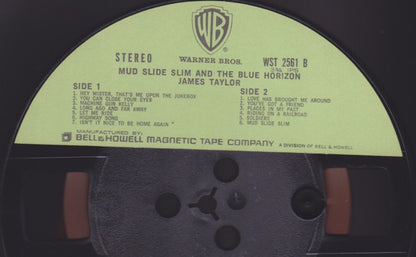 WB
STEREO
WARNER BROS.
WST 2561 B
MUD SLIDE SLIM AND THE BLUE HORIZON
JAMES TAYLOR
SIDE 1
1. HEY MISTER, THAT'S ME UPON THE JUKEBOX
2. YOU CAN CLOSE YOUR EYES
3. MACHINE GUN KELLY
4. LONG AGO AND FAR AWAY
5. LET ME RIDE
6. HIGHWAY SONG
7. ISN'T IT NICE TO BE HOME AGAIN
SIDE 2
1. LOVE HAS BROUGHT ME AROUND
2. YOU'VE GOT A FRIEND
3. PLACES IN MY PAST
4. RIDING ON A RAILROAD
5. SOLDIERS
6. MUD SLIDE SLIM
MANUFACTURED BY:
BELL & HOWELL MAGNETIC TAPE COMPANY
A DIVISION OF BELL & HOWELL